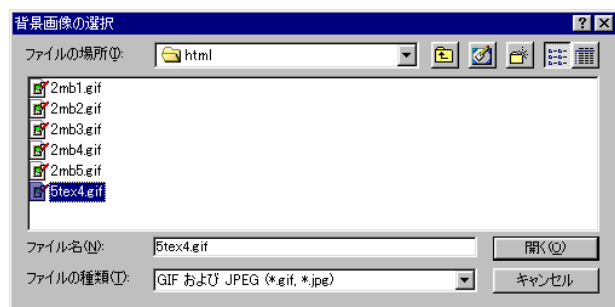 背景画像の選択
ファイルの場所(I): html
2mb1.gif
2mb2.gif
2mb3.gif
2mb4.gif
2mb5.gif
5tex4.gif
ファイル名(N): 5tex4.gif 開く(O)
ファイルの種類(T): GIF および JPEG (*.gif, *.jpg) キャンセル